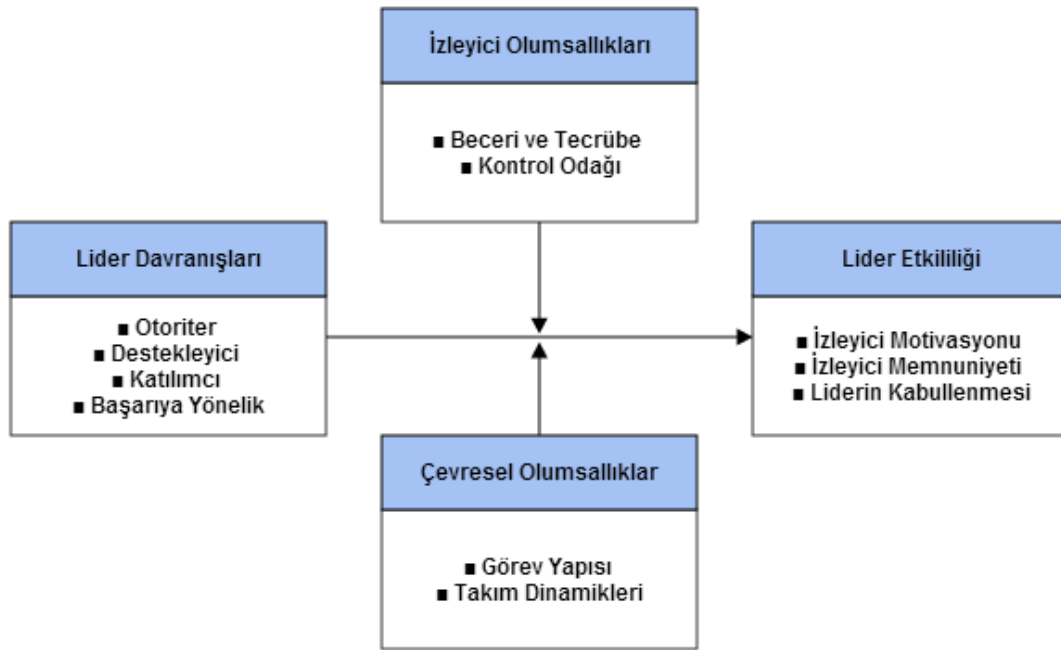 İzleyici Olumsallıkları
■ Beceri ve Tecrübe
■ Kontrol Odağı
Lider Davranışları
■ Otoriter
■ Destekleyici
■ Katılımcı
■ Başarıya Yönelik
Lider Etkililiği
■ İzleyici Motivasyonu
■ İzleyici Memnuniyeti
■ Liderin Kabullenmesi
Çevresel Olumsallıklar
■ Görev Yapısı
■ Takım Dinamikleri